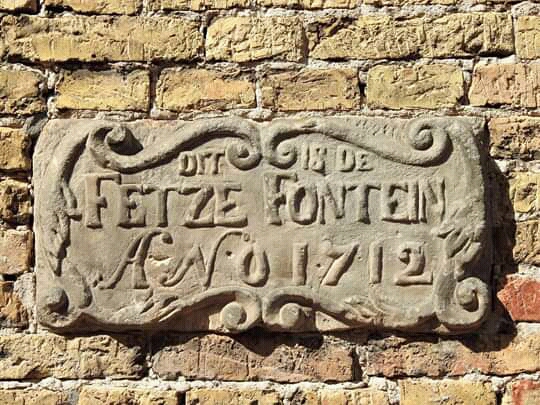 DIT IS DE
FETZE FONTEIN
ANº 1712